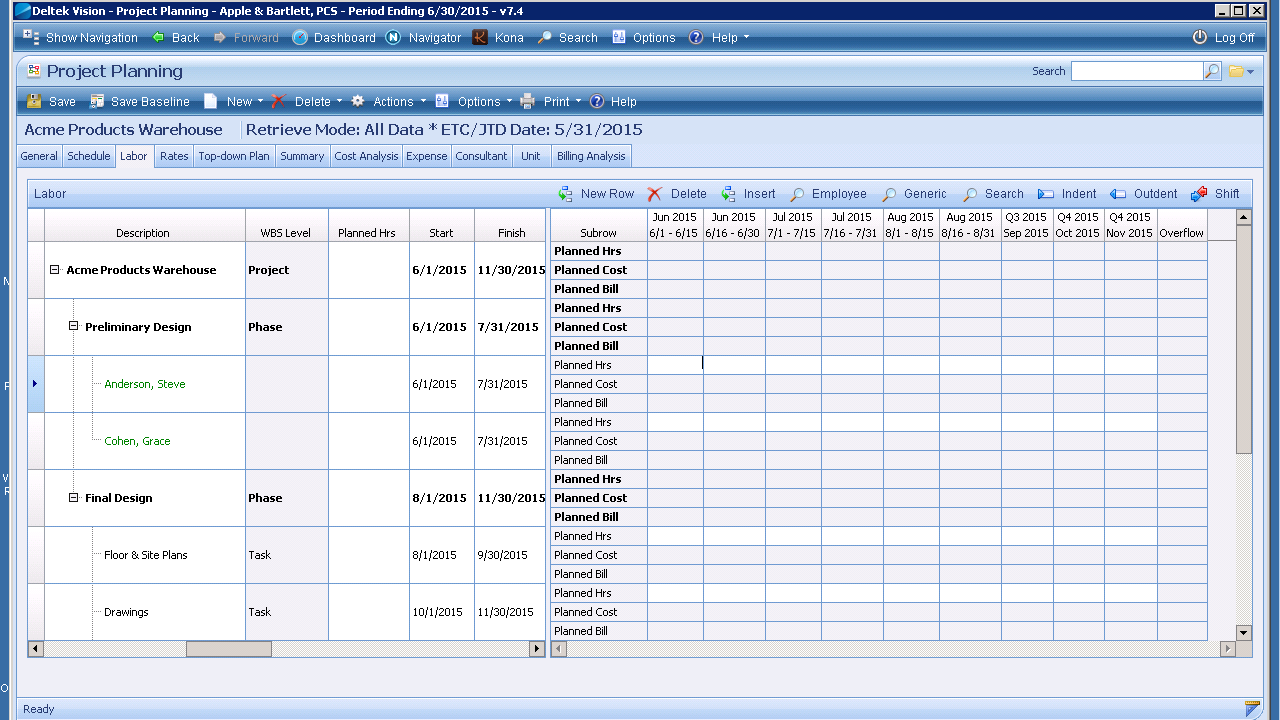 Deltek Vision - Project Planning - Apple & Bartlett, PCS - Period Ending 6/30/2015 - v7.4
Show Navigation Back Forward Dashboard Navigator Kona Search Options Help Log Off
Project Planning Search
Save Save Baseline New Delete Actions Options Print Help
Acme Products Warehouse Retrieve Mode: All Data * ETC/JTD Date: 5/31/2015
General Schedule Labor Rates Top-down Plan Summary Cost Analysis Expense Consultant Unit Billing Analysis
Labor New Row Delete Insert Employee Generic Search Indent Outdent Shift
Jun 2015 Jun 2015 Jul 2015 Jul 2015 Aug 2015 Aug 2015 Q3 2015 Q4 2015 Q4 2015
Description WBS Level Planned Hrs Start Finish Subrow 6/1 - 6/15 6/16 - 6/30 7/1 - 7/15 7/16 - 7/31 8/1 - 8/15 8/16 - 8/31 Sep 2015 Oct 2015 Nov 2015 Overflow
Planned Hrs
Acme Products Warehouse Project 6/1/2015 11/30/2015 Planned Cost
Planned Bill
Planned Hrs
Preliminary Design Phase 6/1/2015 7/31/2015 Planned Cost
Planned Bill
Planned Hrs
Anderson, Steve 6/1/2015 7/31/2015 Planned Cost
Planned Bill
Planned Hrs
Cohen, Grace 6/1/2015 7/31/2015 Planned Cost
Planned Bill
Planned Hrs
Final Design Phase 8/1/2015 11/30/2015 Planned Cost
Planned Bill
Planned Hrs
Floor & Site Plans Task 8/1/2015 9/30/2015 Planned Cost
Planned Bill
Planned Hrs
Drawings Task 10/1/2015 11/30/2015 Planned Cost
Planned Bill
Ready